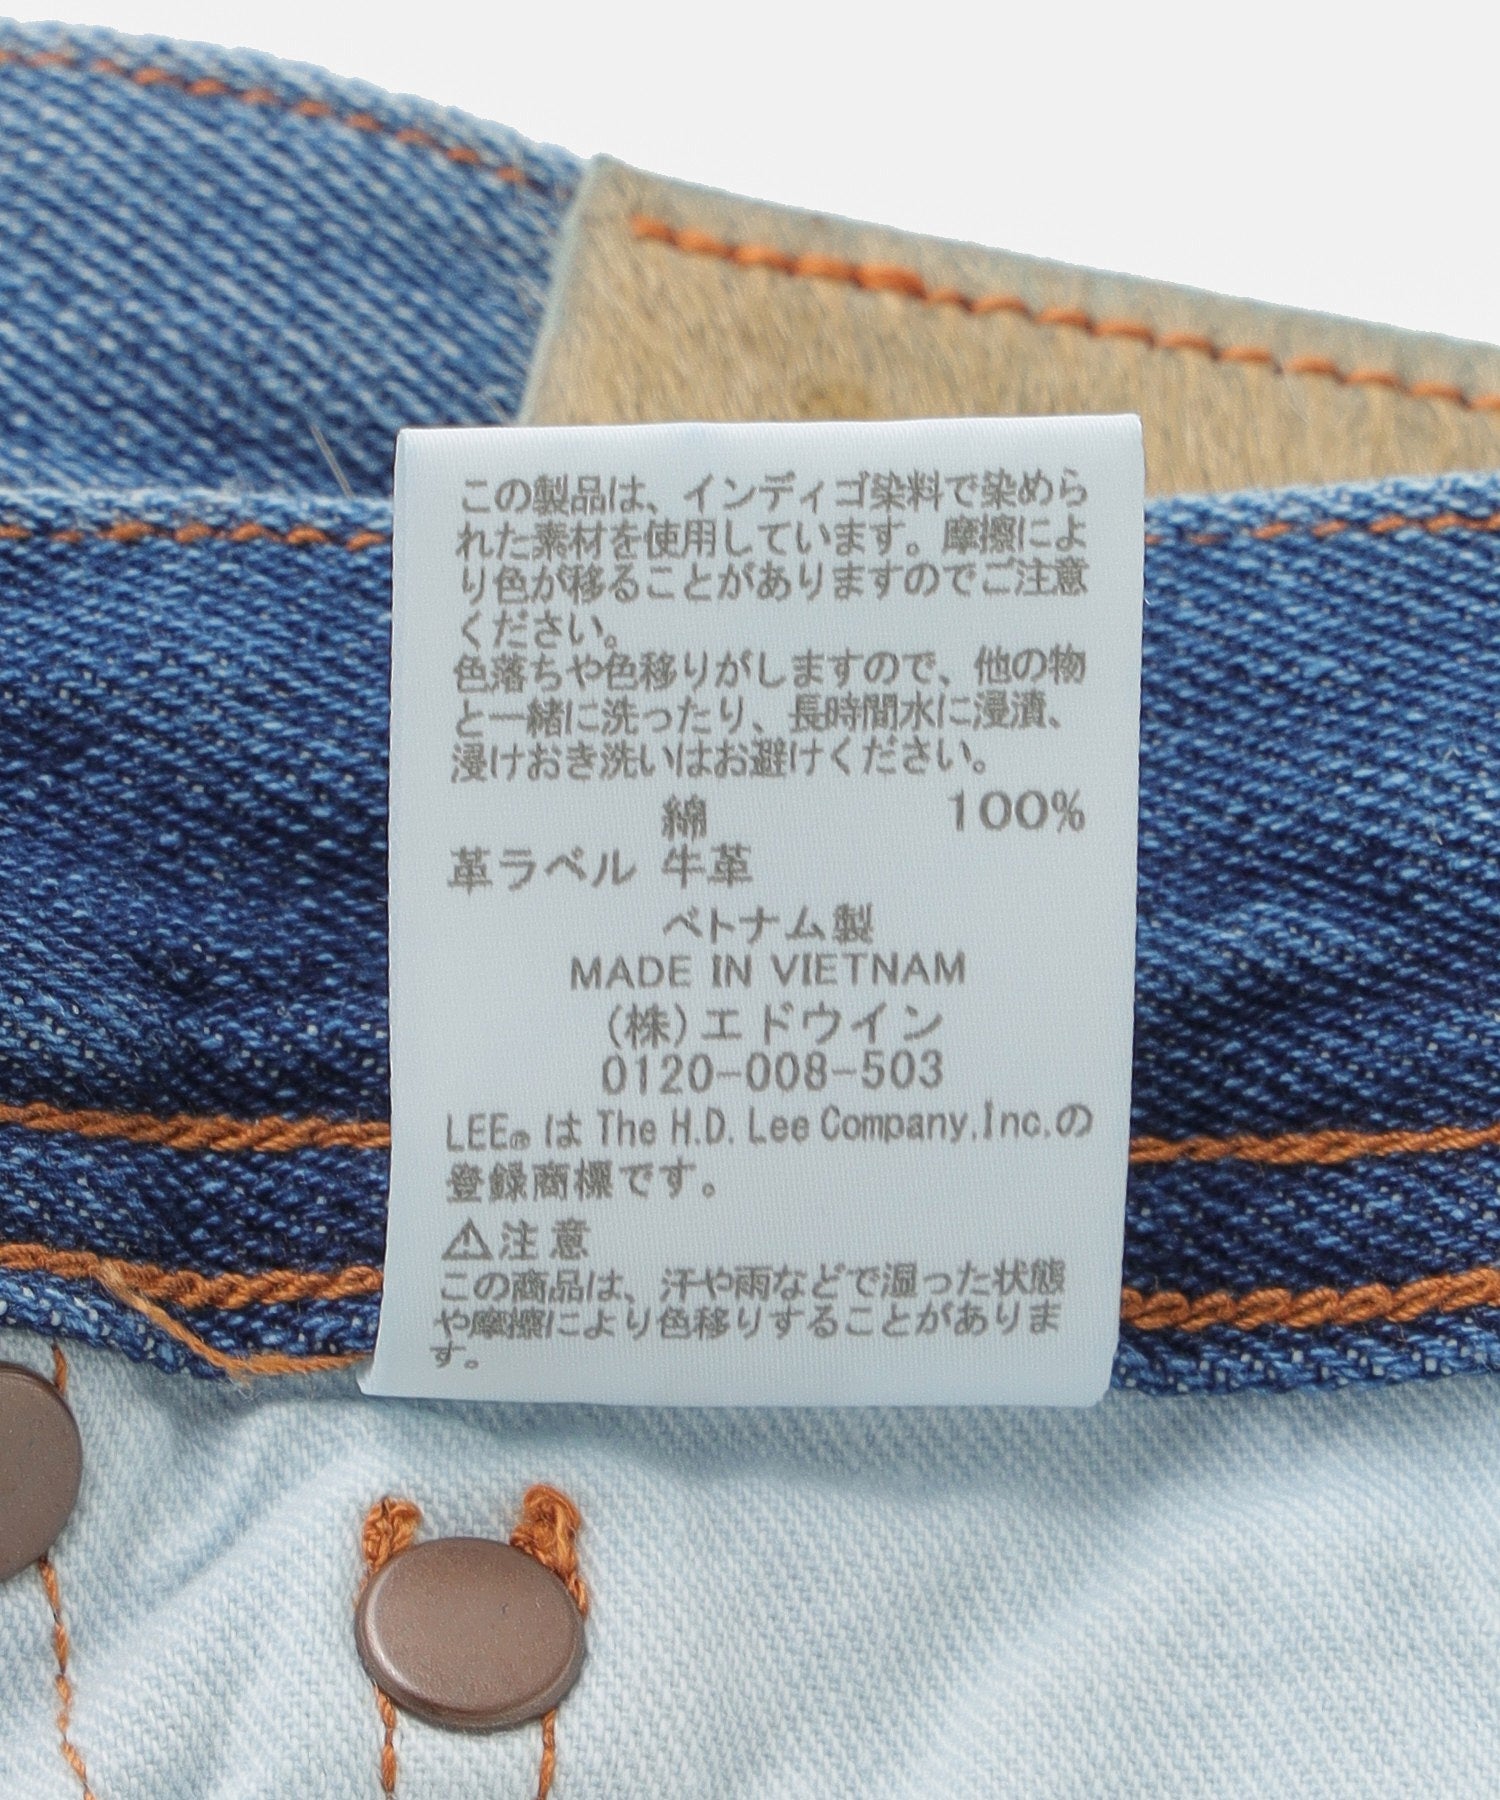 この製品は、インディゴ染料で染めら
れた素材を使用しています。摩擦によ
り色が移ることがありますのでご注意
ください。
色落ちや色移りがしますので、他の物
と一緒に洗ったり、長時間水に浸漬、
浸けおき洗いはお避けください。
綿 100%
革ラベル 牛革
ベトナム製
MADE IN VIETNAM
(株)エドウイン
0120-008-503
LEE® は The H.D. Lee Company,Inc.の
登録商標です。
⚠注意
この商品は、汗や雨などで湿った状態
や摩擦により色移りすることがありま
す。